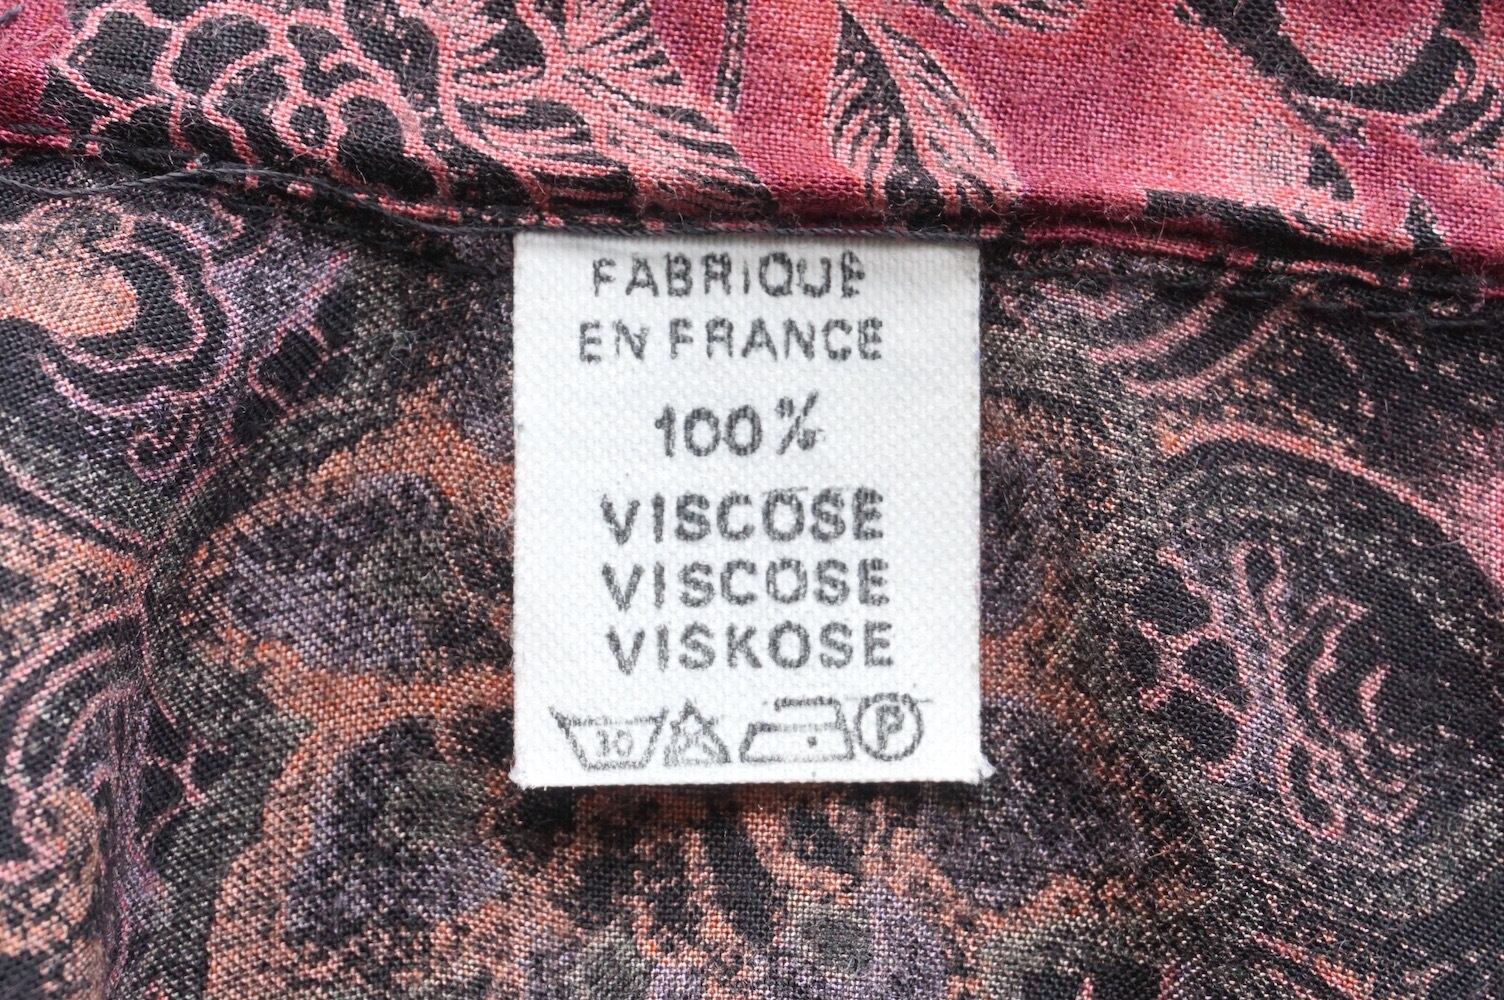 FABRIQUE
EN FRANCE
100%
VISCOSE
VISCOSE
VISKOSE
30 P